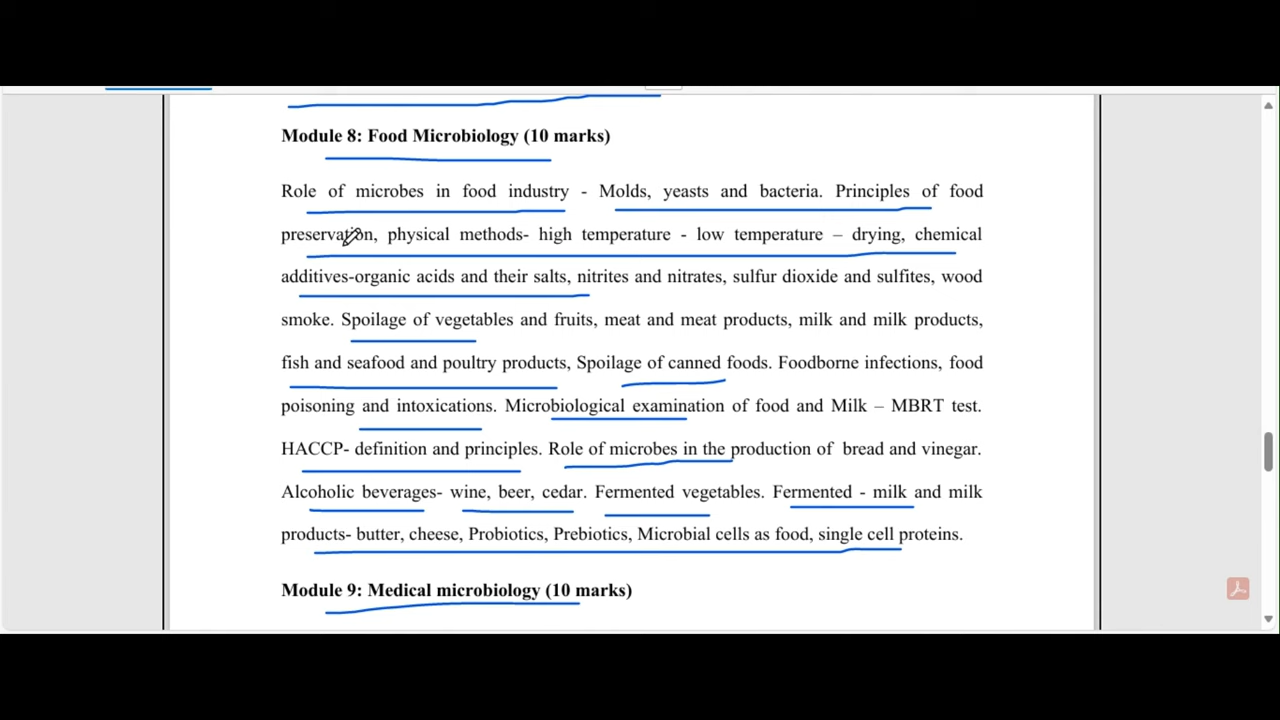 Module 8: Food Microbiology (10 marks)
Role of microbes in food industry - Molds, yeasts and bacteria. Principles of food
preservation, physical methods- high temperature - low temperature – drying, chemical
additives-organic acids and their salts, nitrites and nitrates, sulfur dioxide and sulfites, wood
smoke. Spoilage of vegetables and fruits, meat and meat products, milk and milk products,
fish and seafood and poultry products, Spoilage of canned foods. Foodborne infections, food
poisoning and intoxications. Microbiological examination of food and Milk – MBRT test.
HACCP- definition and principles. Role of microbes in the production of bread and vinegar.
Alcoholic beverages- wine, beer, cedar. Fermented vegetables. Fermented - milk and milk
products- butter, cheese, Probiotics, Prebiotics, Microbial cells as food, single cell proteins.
Module 9: Medical microbiology (10 marks)